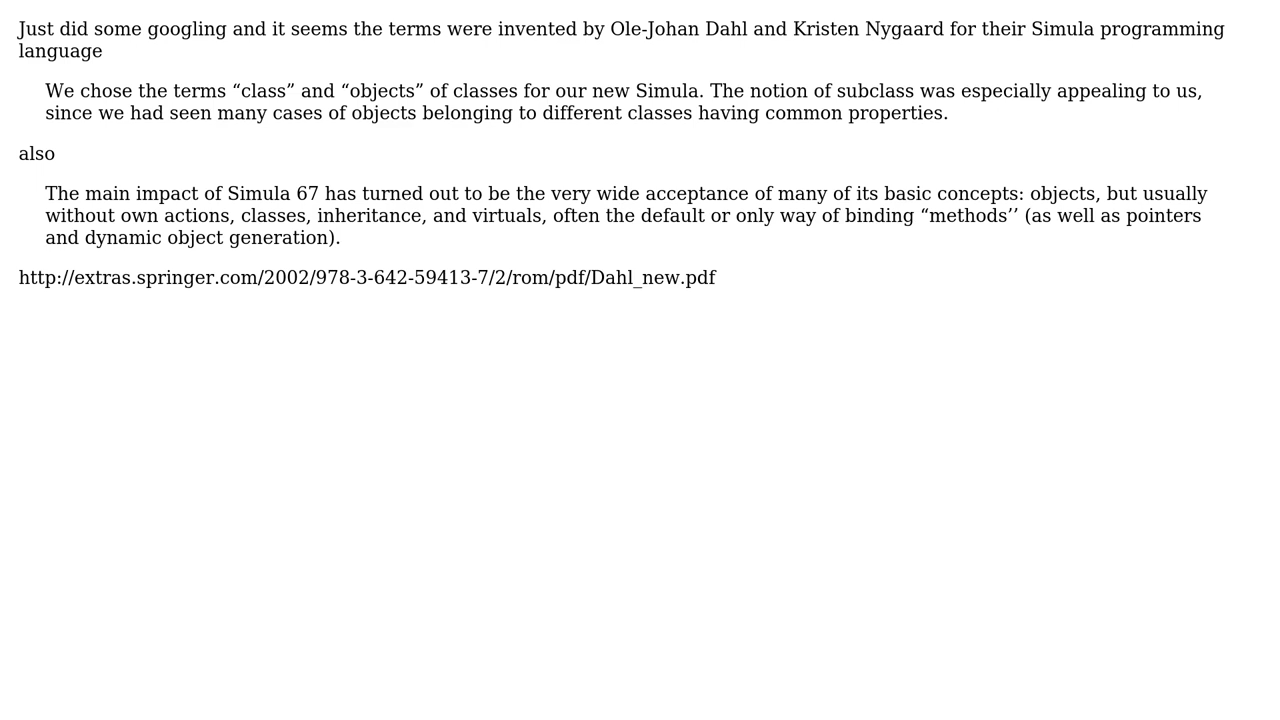 Just did some googling and it seems the terms were invented by Ole-Johan Dahl and Kristen Nygaard for their Simula programming
language
We chose the terms “class” and “objects” of classes for our new Simula. The notion of subclass was especially appealing to us,
since we had seen many cases of objects belonging to different classes having common properties.
also
The main impact of Simula 67 has turned out to be the very wide acceptance of many of its basic concepts: objects, but usually
without own actions, classes, inheritance, and virtuals, often the default or only way of binding “methods’’ (as well as pointers
and dynamic object generation).
http://extras.springer.com/2002/978-3-642-59413-7/2/rom/pdf/Dahl_new.pdf